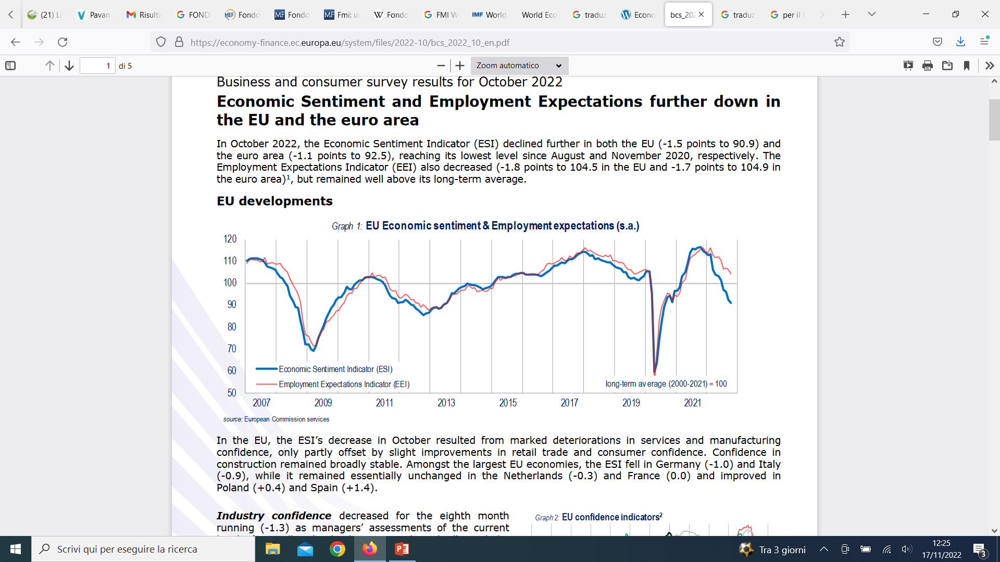 (21) Li
Pavan
Risulta
FOND
Fondo
Fondo
Fmi: u
Fondo
FMI W
World
World Eco
traduz
Econo
bcs_202
traduz
per il t
https://economy-finance.ec.europa.eu/system/files/2022-10/bcs_2022_10_en.pdf
1 di 5
Zoom automatico
Business and consumer survey results for October 2022
Economic Sentiment and Employment Expectations further down in
the EU and the euro area
In October 2022, the Economic Sentiment Indicator (ESI) declined further in both the EU (-1.5 points to 90.9) and
the euro area (-1.1 points to 92.5), reaching its lowest level since August and November 2020, respectively. The
Employment Expectations Indicator (EEI) also decreased (-1.8 points to 104.5 in the EU and -1.7 points to 104.9 in
the euro area)¹, but remained well above its long-term average.
EU developments
Graph 1: EU Economic sentiment & Employment expectations (s.a.)
120
110
100
90
80
70
60
50
Economic Sentiment Indicator (ESI)
Employment Expectations Indicator (EEI)
long-term average (2000-2021) = 100
2007 2009 2011 2013 2015 2017 2019 2021
source: European Commission services
In the EU, the ESI’s decrease in October resulted from marked deteriorations in services and manufacturing
confidence, only partly offset by slight improvements in retail trade and consumer confidence. Confidence in
construction remained broadly stable. Amongst the largest EU economies, the ESI fell in Germany (-1.0) and Italy
(-0.9), while it remained essentially unchanged in the Netherlands (-0.3) and France (0.0) and improved in
Poland (+0.4) and Spain (+1.4).
Industry confidence decreased for the eighth month
running (-1.3) as managers’ assessments of the current
Graph 2: EU confidence indicators²
Scrivi qui per eseguire la ricerca
Tra 3 giorni
12:25
17/11/2022
3